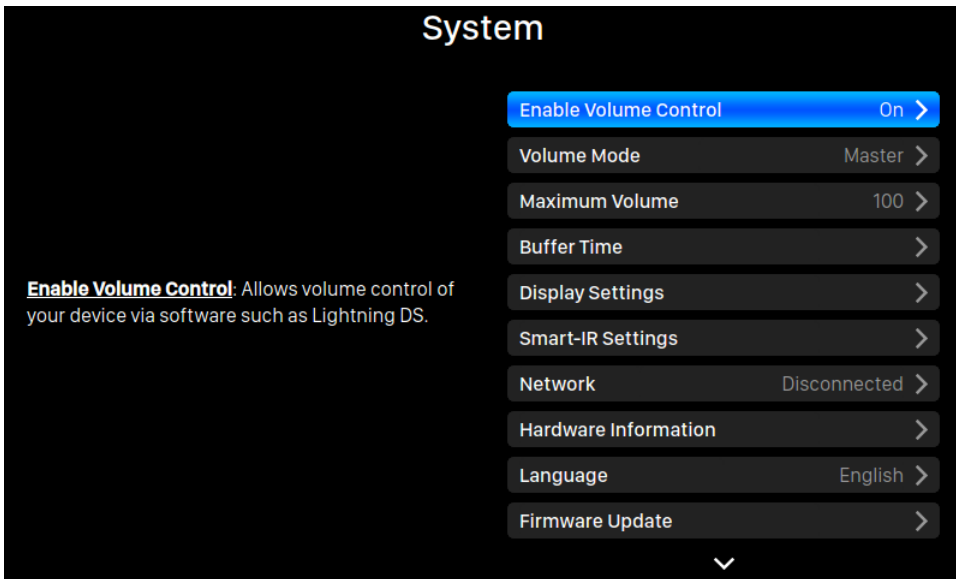 System
Enable Volume Control On
Volume Mode Master
Maximum Volume 100
Buffer Time
Display Settings
Smart-IR Settings
Network Disconnected
Hardware Information
Language English
Firmware Update
Enable Volume Control: Allows volume control of
your device via software such as Lightning DS.